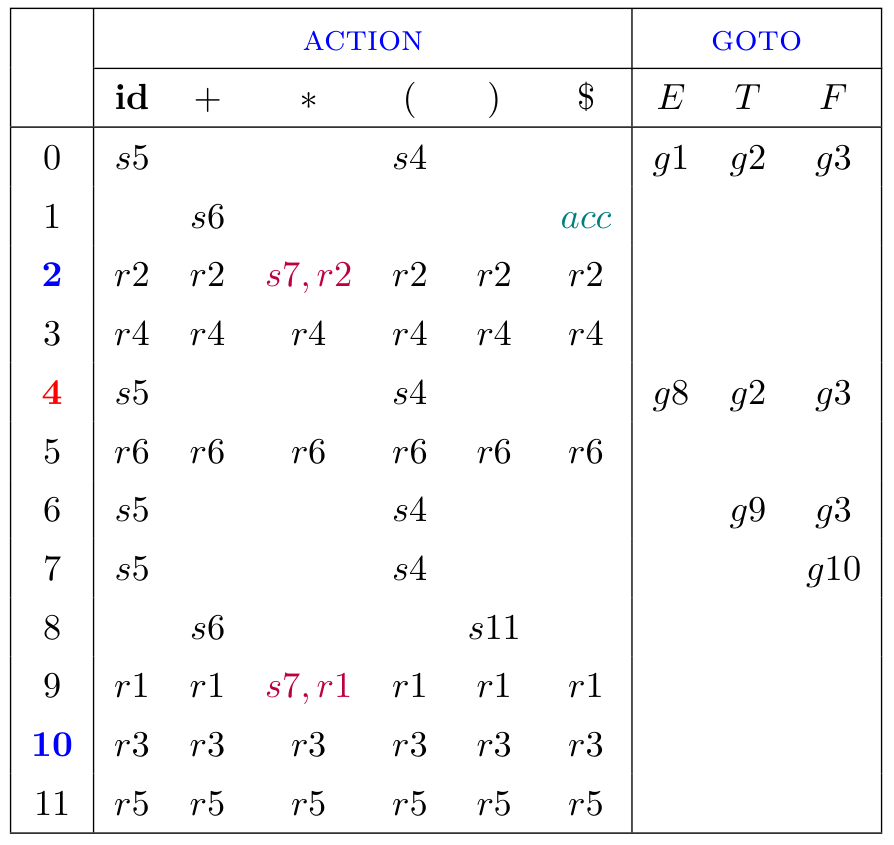 ACTION GOTO
id + * ( ) $ E T F
0 s5 s4 g1 g2 g3
1 s6 acc
2 r2 r2 s7, r2 r2 r2 r2
3 r4 r4 r4 r4 r4 r4
4 s5 s4 g8 g2 g3
5 r6 r6 r6 r6 r6 r6
6 s5 s4 g9 g3
7 s5 s4 g10
8 s6 s11
9 r1 r1 s7, r1 r1 r1 r1
10 r3 r3 r3 r3 r3 r3
11 r5 r5 r5 r5 r5 r5